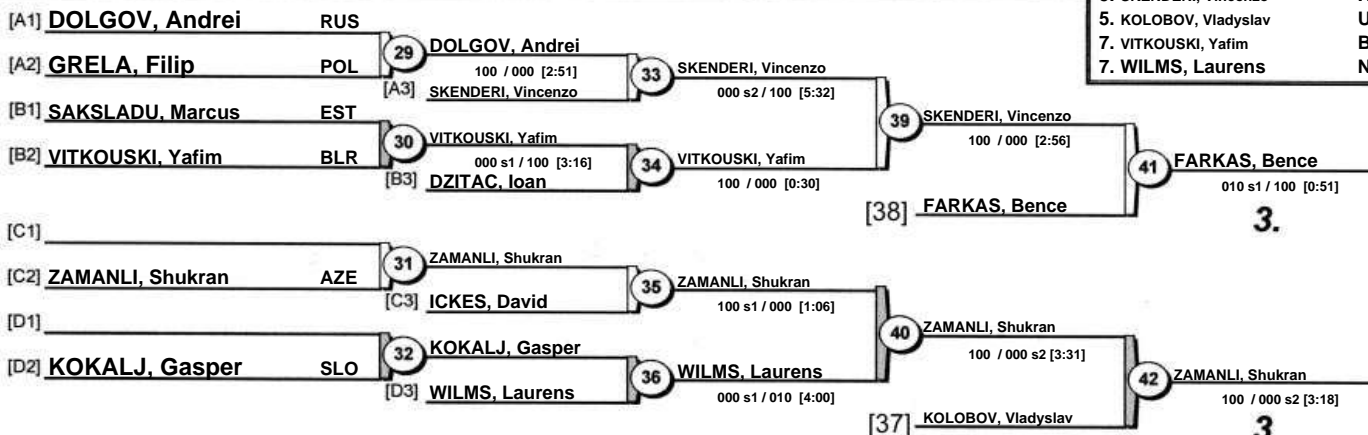 [A1] DOLGOV, Andrei RUS
[A2] GRELA, Filip POL
[B1] SAKSLADU, Marcus EST
[B2] VITKOUSKI, Yafim BLR
[C1]
[C2] ZAMANLI, Shukran AZE
[D1]
[D2] KOKALJ, Gasper SLO
29
DOLGOV, Andrei
100 / 000 [2:51]
[A3] SKENDERI, Vincenzo
30
VITKOUSKI, Yafim
000 s1 / 100 [3:16]
[B3] DZITAC, Ioan
31
ZAMANLI, Shukran
[C3] ICKES, David
32
KOKALJ, Gasper
[D3] WILMS, Laurens
33
SKENDERI, Vincenzo
000 s2 / 100 [5:32]
34
VITKOUSKI, Yafim
100 / 000 [0:30]
35
ZAMANLI, Shukran
100 s1 / 000 [1:06]
36
WILMS, Laurens
000 s1 / 010 [4:00]
39
SKENDERI, Vincenzo
100 / 000 [2:56]
[38] FARKAS, Bence
40
ZAMANLI, Shukran
100 / 000 s2 [3:31]
[37] KOLOBOV, Vladyslav
41
FARKAS, Bence
010 s1 / 100 [0:51]
3.
42
ZAMANLI, Shukran
100 / 000 s2 [3:18]
3
5. KOLOBOV, Vladyslav U
7. VITKOUSKI, Yafim B
7. WILMS, Laurens N